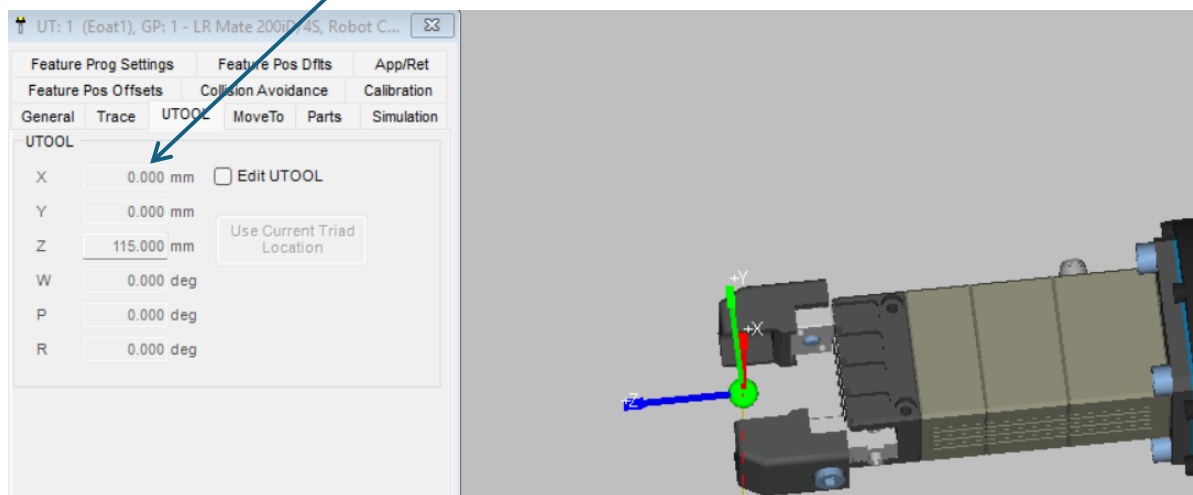 UT: 1 (Eoat1), GP: 1 - LR Mate 200iD/4S, Robot C...
Feature Prog Settings Feature Pos Dflts App/Ret
Feature Pos Offsets Collision Avoidance Calibration
General Trace UTOOL MoveTo Parts Simulation
UTOOL
X 0.000 mm Edit UTOOL
Y 0.000 mm
Use Current Triad
Location
Z 115.000 mm
W 0.000 deg
P 0.000 deg
R 0.000 deg
+Y
+X
+Z